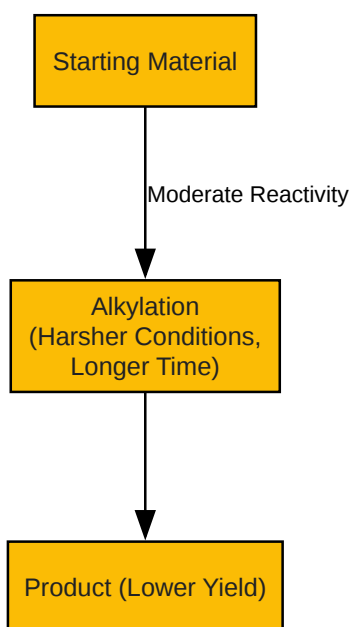 Starting Material
Moderate Reactivity
Alkylation
(Harsher Conditions,
Longer Time)
Product (Lower Yield)